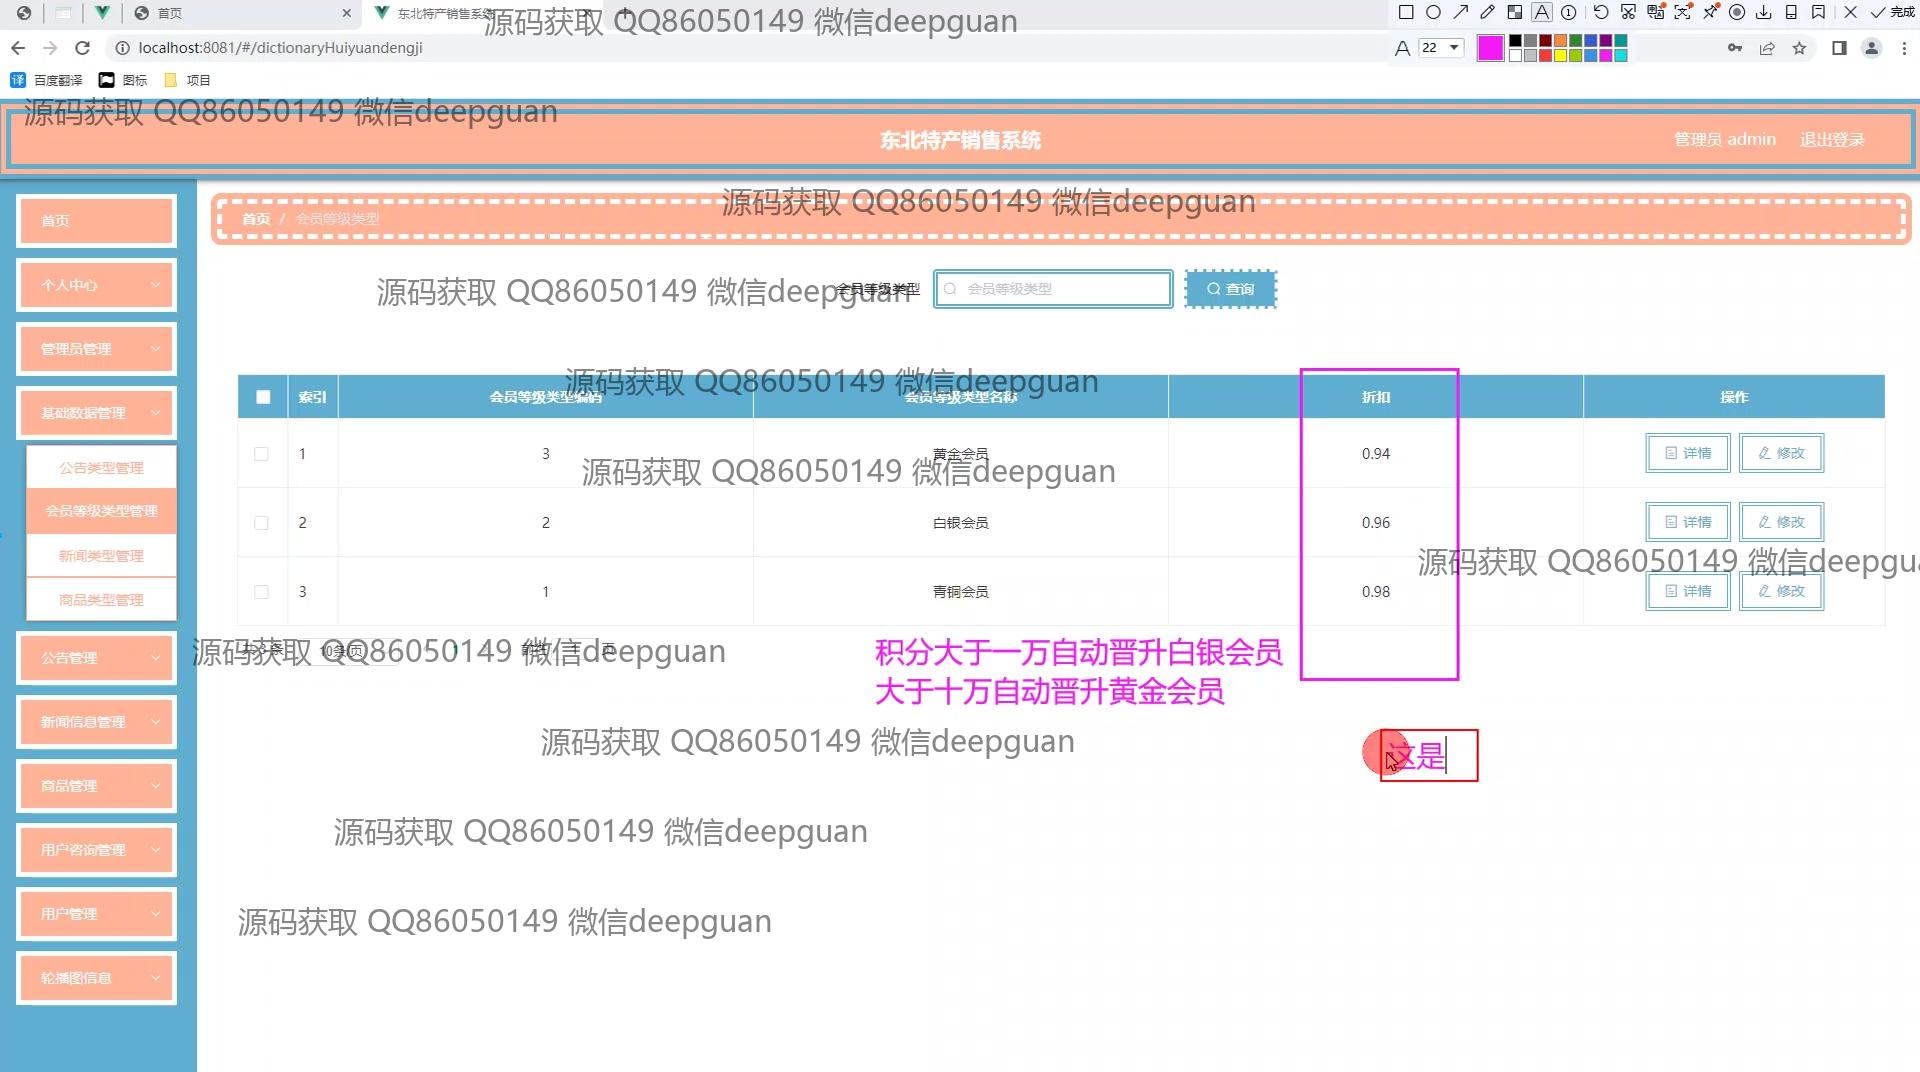 首页
东北特产销售系统
源码获取 QQ86050149 微信deepguan
22
完成
localhost:8081/#/dictionaryHuiyuandengji
百度翻译
图标
项目
源码获取 QQ86050149 微信deepguan
东北特产销售系统
管理员 admin
退出登录
源码获取 QQ86050149 微信deepguan
首页 / 会员等级类型
首页
个人中心
管理员管理
基础数据管理
公告类型管理
会员等级类型管理
新闻类型管理
商品类型管理
公告管理
新闻信息管理
商品管理
用户咨询管理
用户管理
轮播图信息
源码获取 QQ86050149 微信deepguan
会员等级类型
会员等级类型
查询
源码获取 QQ86050149 微信deepguan
索引 会员等级类型编码 会员等级类型名称 折扣 操作
1 3 黄金会员 0.94 详情 修改
源码获取 QQ86050149 微信deepguan
2 2 白银会员 0.96 详情 修改
源码获取 QQ86050149 微信deepgu
3 1 青铜会员 0.98 详情 修改
共 3 条 10条/页 1 前往 1 页
源码获取 QQ86050149 微信deepguan
积分大于一万自动晋升白银会员
大于十万自动晋升黄金会员
源码获取 QQ86050149 微信deepguan
这是
源码获取 QQ86050149 微信deepguan
源码获取 QQ86050149 微信deepguan